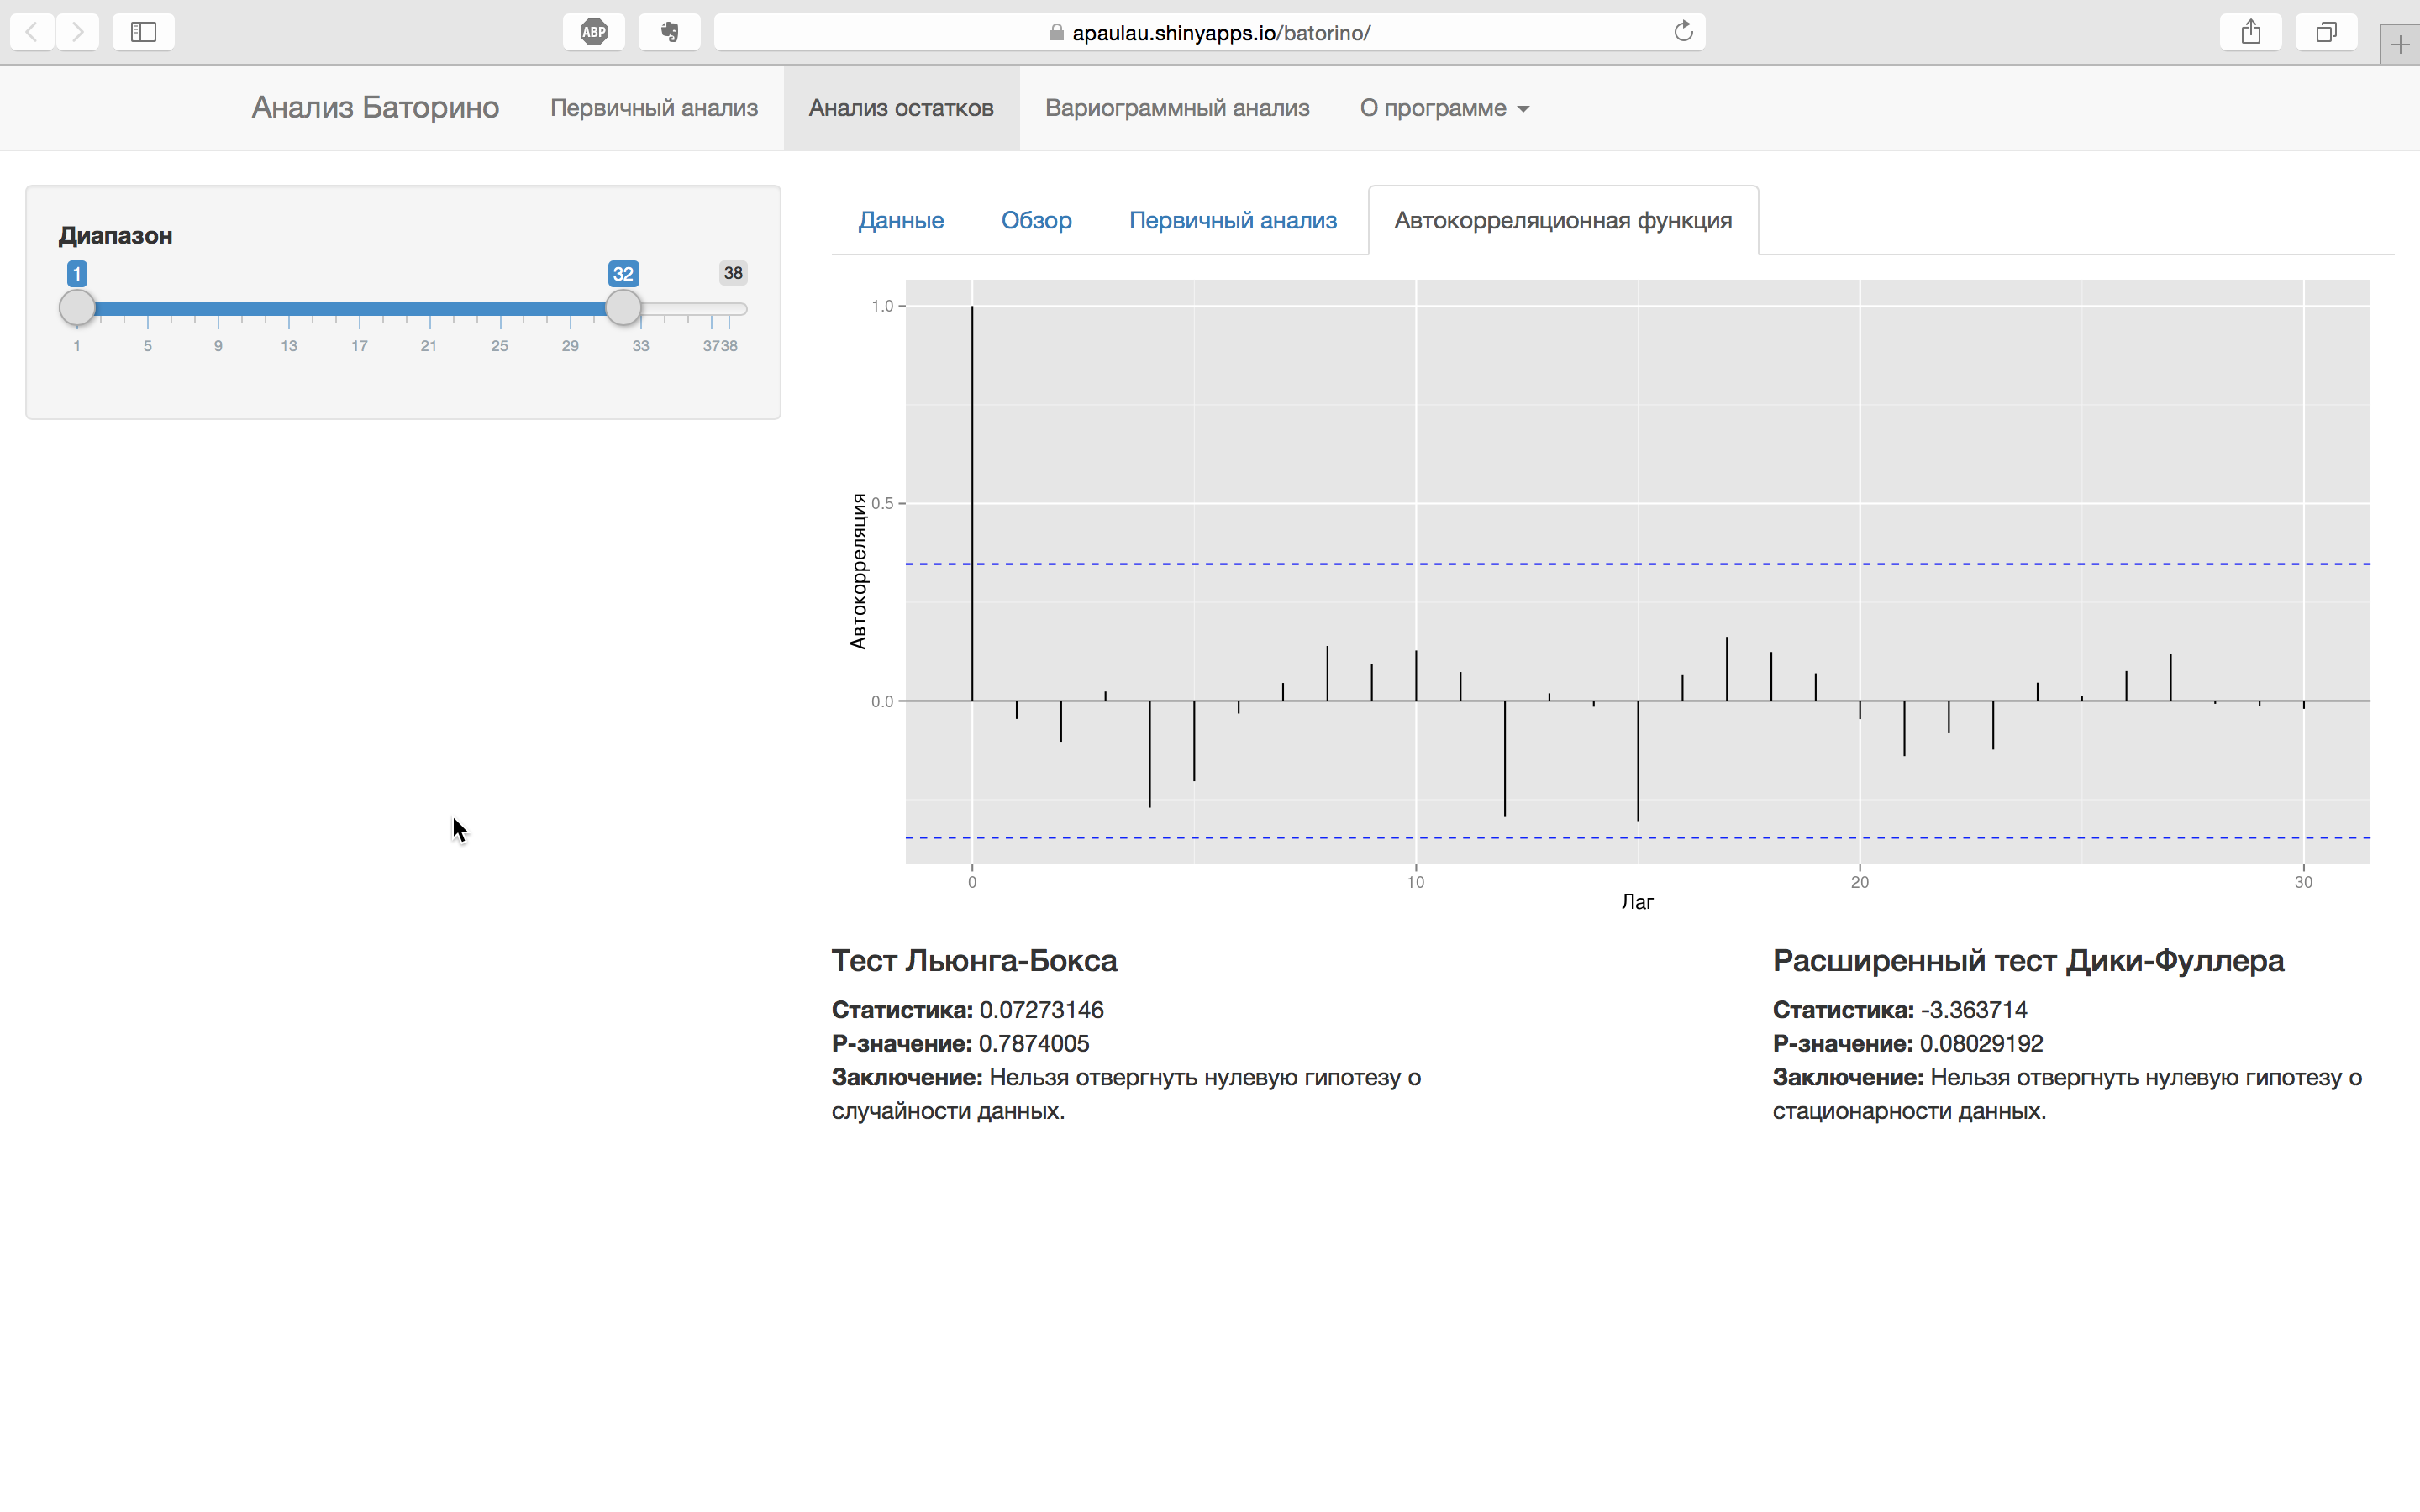 ABP
apaulau.shinyapps.io/batorino/
Анализ Баторино Первичный анализ Анализ остатков Вариограммный анализ О программе
Диапазон
1 32 38
1 5 9 13 17 21 25 29 33 37 38
Данные Обзор Первичный анализ Автокорреляционная функция
1.0
0.5
0.0
Автокорреляция
0 10 20 30
Лаг
Тест Льюнга-Бокса
Статистика: 0.07273146
P-значение: 0.7874005
Заключение: Нельзя отвергнуть нулевую гипотезу о
случайности данных.
Расширенный тест Дики-Фуллера
Статистика: -3.363714
P-значение: 0.08029192
Заключение: Нельзя отвергнуть нулевую гипотезу о
стационарности данных.